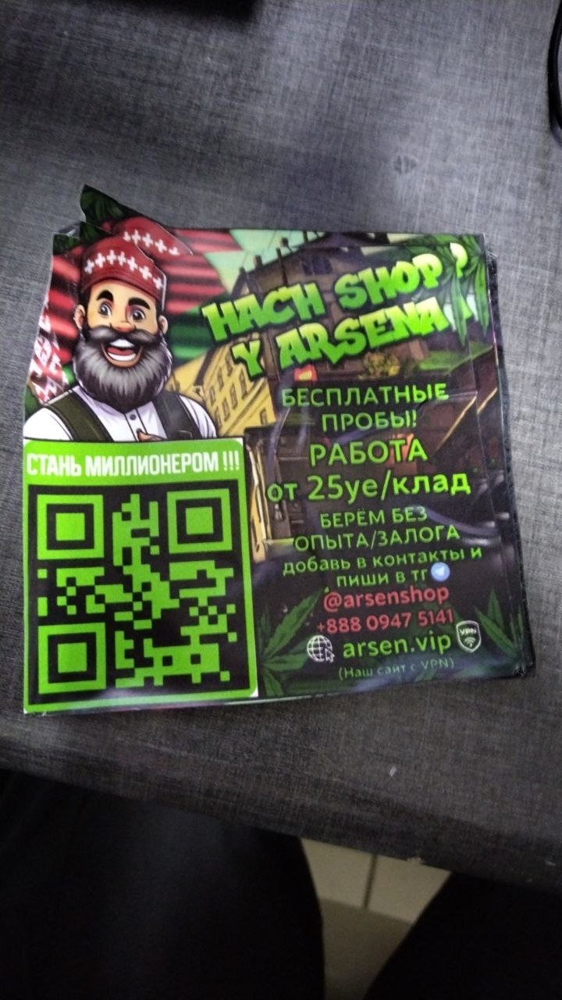 HACH SHOP
Y ARSENA
БЕСПЛАТНЫЕ
ПРОБЫ!
РАБОТА
от 25уе/клад
БЕРЁМ БЕЗ
ОПЫТА/ЗАЛОГА
добавь в контакты и
пиши в тг
@arsenshop
+888 0947 5141
arsen.vip
VPN
(Наш сайт с VPN)
СТАНЬ МИЛЛИОНЕРОМ !!!